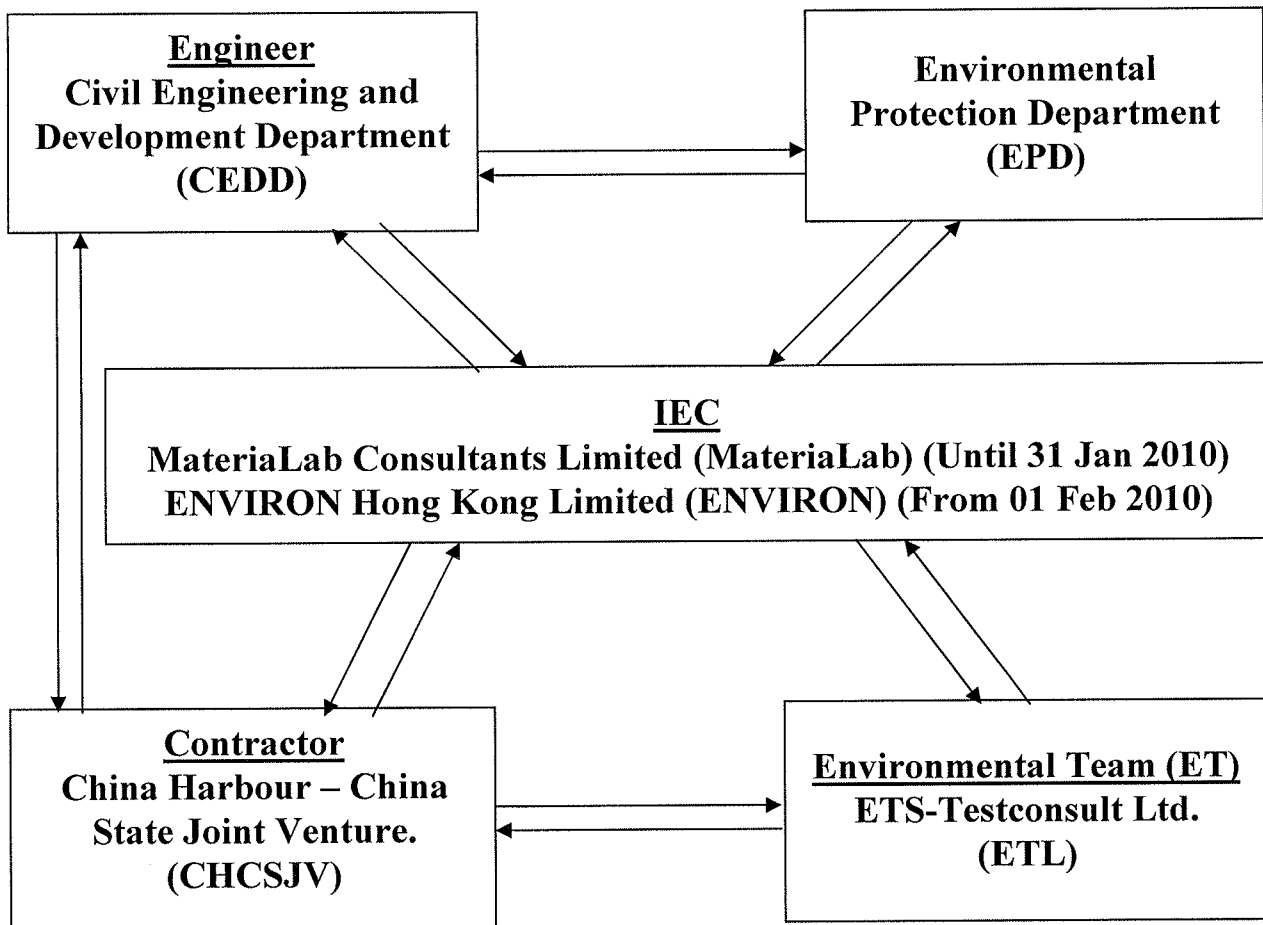 Engineer
Civil Engineering and
Development Department
(CEDD)
Environmental
Protection Department
(EPD)
IEC
MateriaLab Consultants Limited (MateriaLab) (Until 31 Jan 2010)
ENVIRON Hong Kong Limited (ENVIRON) (From 01 Feb 2010)
Contractor
China Harbour – China
State Joint Venture.
(CHCSJV)
Environmental Team (ET)
ETS-Testconsult Ltd.
(ETL)